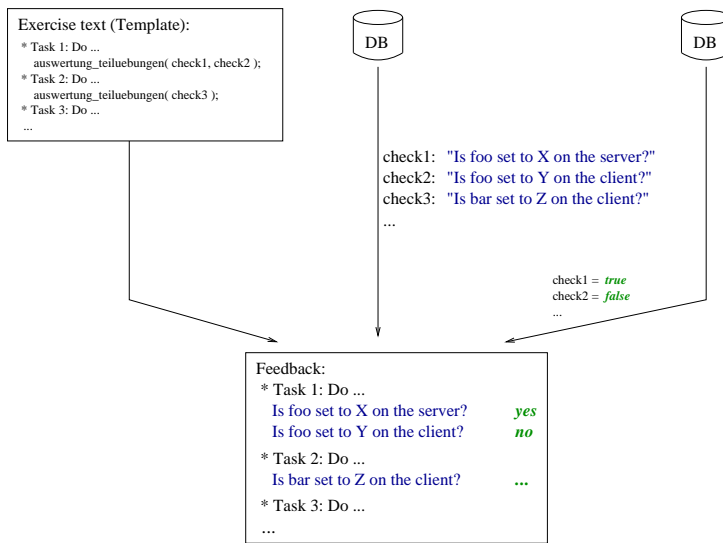 Exercise text (Template):
* Task 1: Do ...
auswertung_teiluebungen( check1, check2 );
* Task 2: Do ...
auswertung_teiluebungen( check3 );
* Task 3: Do ...
...
DB
DB
check1: "Is foo set to X on the server?"
check2: "Is foo set to Y on the client?"
check3: "Is bar set to Z on the client?"
...
check1 = true
check2 = false
...
Feedback:
* Task 1: Do ...
Is foo set to X on the server? yes
Is foo set to Y on the client? no
* Task 2: Do ...
Is bar set to Z on the client? ...
* Task 3: Do ...
...